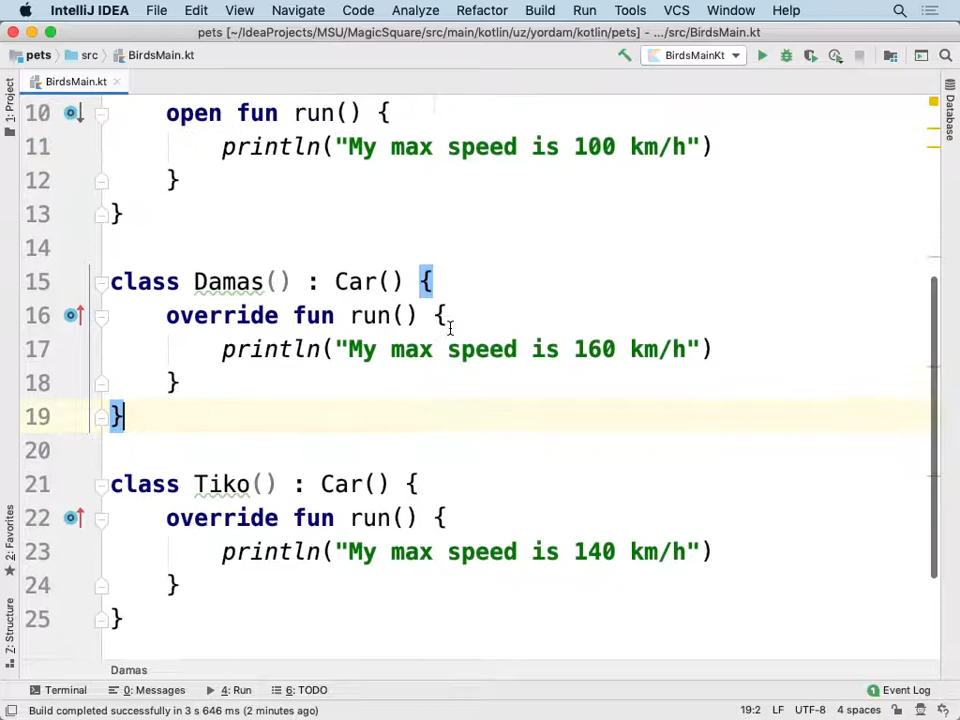 IntelliJ IDEA File Edit View Navigate Code Analyze Refactor Build Run Tools VCS Window Help
pets [~/IdeaProjects/MSU/MagicSquare/src/main/kotlin/uz/yordam/kotlin/pets] - .../src/BirdsMain.kt
pets src BirdsMain.kt BirdsMainKt
BirdsMain.kt
1: Project
Database
10 open fun run() {
11 println("My max speed is 100 km/h")
12 }
13 }
14
15 class Damas() : Car() {
16 override fun run() {
17 println("My max speed is 160 km/h")
18 }
19 }
20
21 class Tiko() : Car() {
22 override fun run() {
23 println("My max speed is 140 km/h")
24 }
25 }
2: Favorites
7: Structure
Damas
Terminal 0: Messages 4: Run 6: TODO 1 Event Log
Build completed successfully in 3 s 646 ms (2 minutes ago) 19:2 LF UTF-8 4 spaces